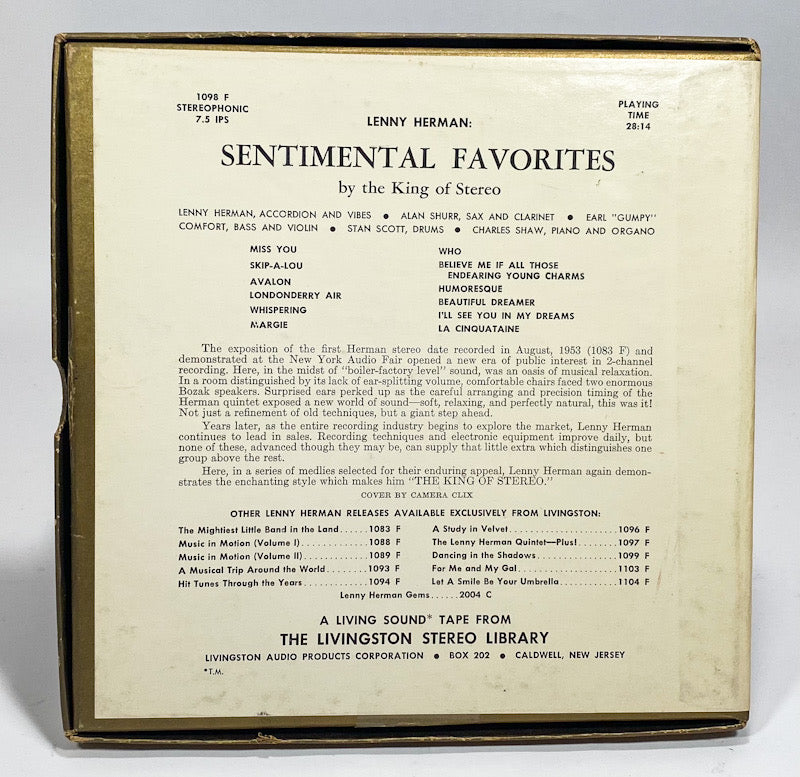 1098 F
STEREOPHONIC
7.5 IPS
PLAYING
TIME
28:14
LENNY HERMAN:
SENTIMENTAL FAVORITES
by the King of Stereo
LENNY HERMAN, ACCORDION AND VIBES ● ALAN SHURR, SAX AND CLARINET ● EARL "GUMPY"
COMFORT, BASS AND VIOLIN ● STAN SCOTT, DRUMS ● CHARLES SHAW, PIANO AND ORGANO
MISS YOU
SKIP-A-LOU
AVALON
LONDONDERRY AIR
WHISPERING
MARGIE
WHO
BELIEVE ME IF ALL THOSE
ENDEARING YOUNG CHARMS
HUMORESQUE
BEAUTIFUL DREAMER
I'LL SEE YOU IN MY DREAMS
LA CINQUATAINE
The exposition of the first Herman stereo date recorded in August, 1953 (1083 F) and
demonstrated at the New York Audio Fair opened a new era of public interest in 2-channel
recording. Here, in the midst of "boiler-factory level" sound, was an oasis of musical relaxation.
In a room distinguished by its lack of ear-splitting volume, comfortable chairs faced two enormous
Bozak speakers. Surprised ears perked up as the careful arranging and precision timing of the
Herman quintet exposed a new world of sound—soft, relaxing, and perfectly natural, this was it!
Not just a refinement of old techniques, but a giant step ahead.
Years later, as the entire recording industry begins to explore the market, Lenny Herman
continues to lead in sales. Recording techniques and electronic equipment improve daily, but
none of these, advanced though they may be, can supply that little extra which distinguishes one
group above the rest.
Here, in a series of medlies selected for their enduring appeal, Lenny Herman again demon-
strates the enchanting style which makes him "THE KING OF STEREO."
COVER BY CAMERA CLIX
OTHER LENNY HERMAN RELEASES AVAILABLE EXCLUSIVELY FROM LIVINGSTON:
The Mightiest Little Band in the Land......1083 F
Music in Motion (Volume I)..............1088 F
Music in Motion (Volume II).............1089 F
A Musical Trip Around the World.........1093 F
Hit Tunes Through the Years.............1094 F
A Study in Velvet......................1096 F
The Lenny Herman Quintet—Plus!.........1097 F
Dancing in the Shadows.................1099 F
For Me and My Gal......................1103 F
Let A Smile Be Your Umbrella............1104 F
Lenny Herman Gems......2004 C
A LIVING SOUND* TAPE FROM
THE LIVINGSTON STEREO LIBRARY
LIVINGSTON AUDIO PRODUCTS CORPORATION ● BOX 202 ● CALDWELL, NEW JERSEY
*T.M.